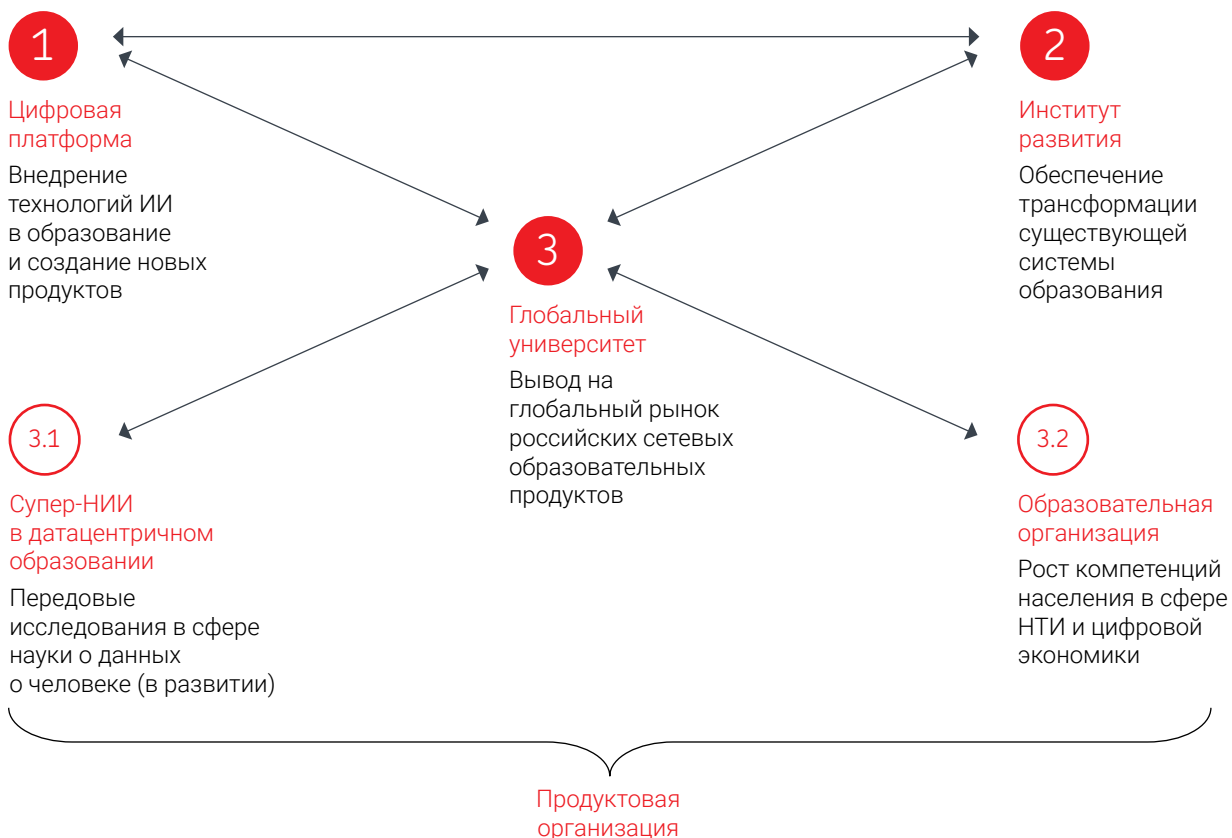 1
Цифровая
платформа
Внедрение
технологий ИИ
в образование
и создание новых
продуктов
2
Институт
развития
Обеспечение
трансформации
существующей
системы
образования
3
Глобальный
университет
Вывод на
глобальный рынок
российских сетевых
образовательных
продуктов
3.1
Супер-НИИ
в датацентричном
образовании
Передовые
исследования в сфере
науки о данных
о человеке (в развитии)
3.2
Образовательная
организация
Рост компетенций
населения в сфере
НТИ и цифровой
экономики
Продуктовая
организация